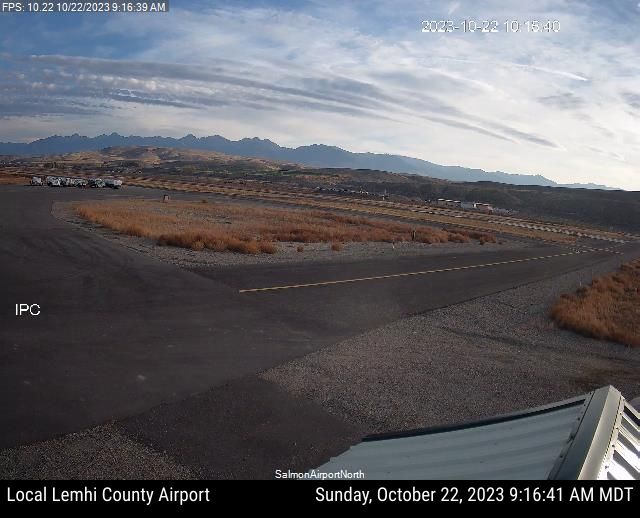 FPS: 10.22 10/22/2023 9:16:39 AM
2023-10-22 10:15:40
IPC
SalmonAirportNorth
Local Lemhi County Airport
Sunday, October 22, 2023 9:16:41 AM MDT